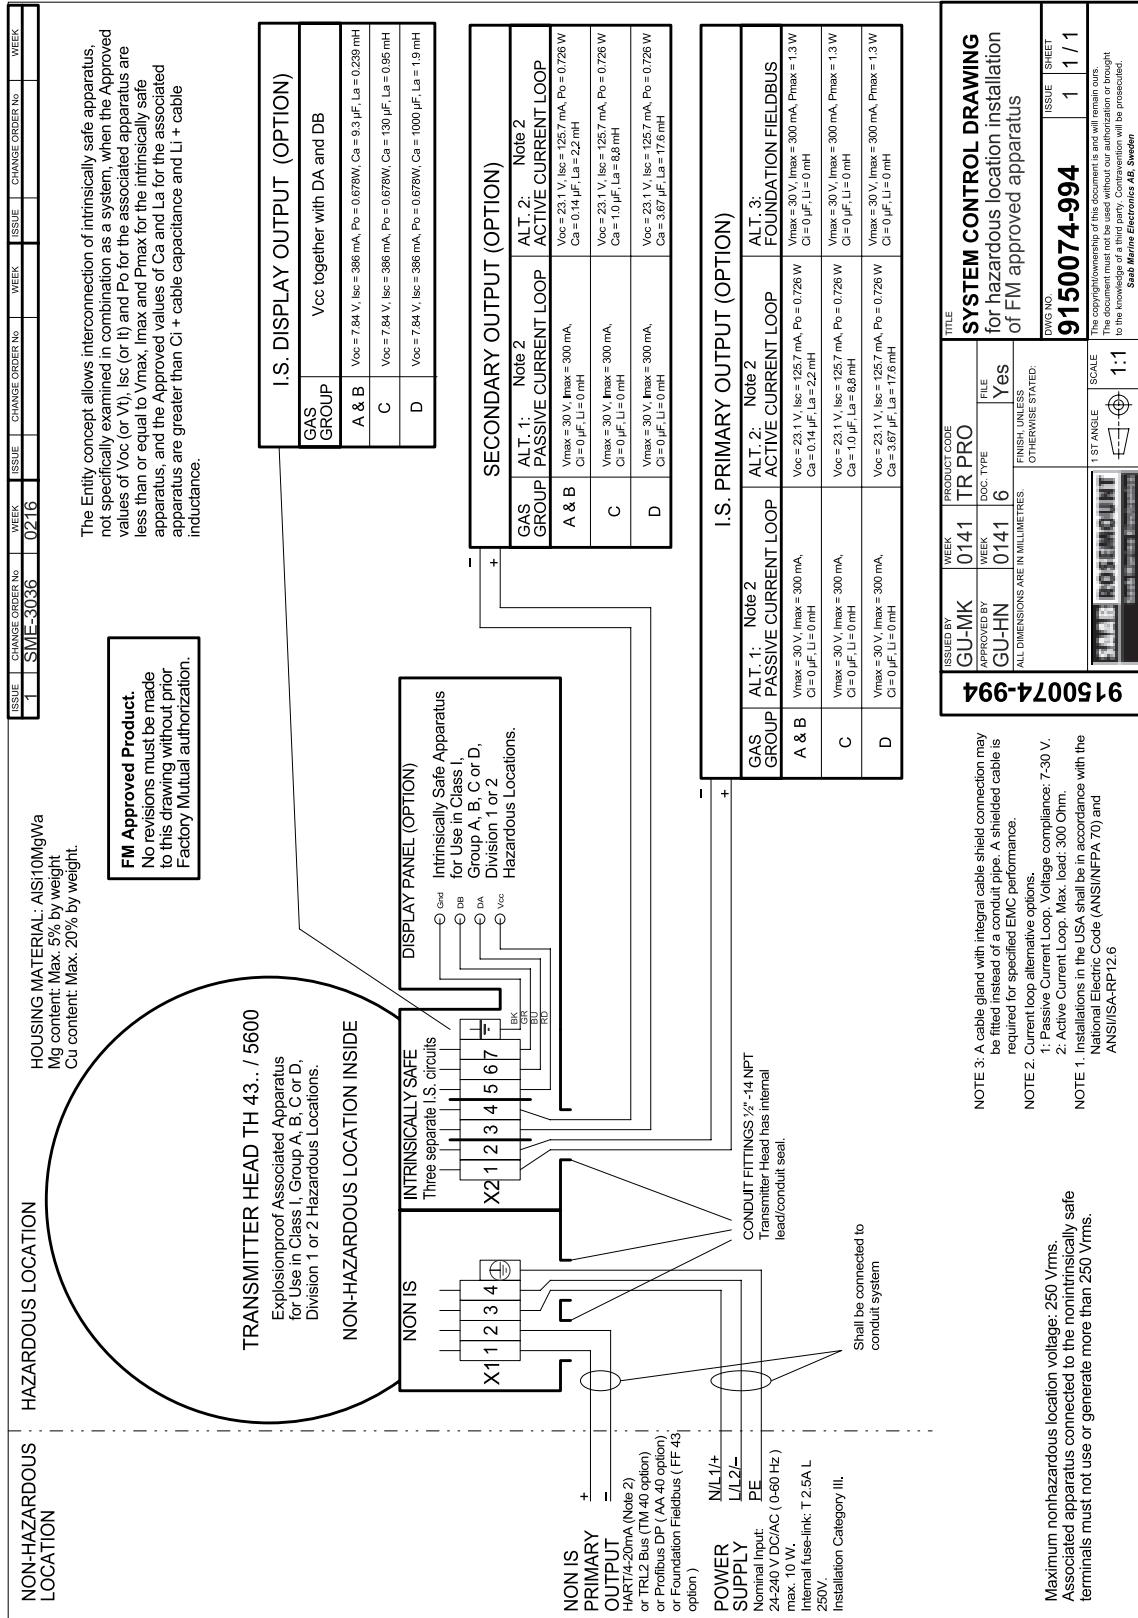 NON-HAZARDOUS
LOCATION
HAZARDOUS LOCATION
HOUSING MATERIAL: AlSi10MgWa
Mg content: Max. 5% by weight
Cu content: Max. 20% by weight.
FM Approved Product.
No revisions must be made
to this drawing without prior
Factory Mutual authorization.
ISSUE CHANGE ORDER No WEEK ISSUE CHANGE ORDER No WEEK ISSUE CHANGE ORDER No WEEK
1 SME-3036 0216
The Entity concept allows interconnection of intrinsically safe apparatus,
not specifically examined in combination as a system, when the Approved
values of Voc (or Vt), Isc (or It) and Po for the associated apparatus are
less than or equal to Vmax, Imax and Pmax for the intrinsically safe
apparatus, and the Approved values of Ca and La for the associated
apparatus are greater than Ci + cable capacitance and Li + cable
inductance.
TRANSMITTER HEAD TH 43.. / 5600
Explosionproof Associated Apparatus
for Use in Class I, Group A, B, C or D,
Division 1 or 2 Hazardous Locations.
NON-HAZARDOUS LOCATION INSIDE
NON IS
X1 1 2 3 4
INTRINSICALLY SAFE
Three separate I.S. circuits
X2 1 2 3 4 5 6 7
BK
GR
BU
RD
DISPLAY PANEL (OPTION)
Gnd
DB
DA
Vcc
Intrinsically Safe Apparatus
for Use in Class I,
Group A, B, C or D,
Division 1 or 2
Hazardous Locations.
I.S. DISPLAY OUTPUT (OPTION)
GAS
GROUP
Vcc together with DA and DB
A & B
Voc = 7.84 V, Isc = 386 mA, Po = 0.678W, Ca = 9.3 µF, La = 0.239 mH
C
Voc = 7.84 V, Isc = 386 mA, Po = 0.678W, Ca = 130 µF, La = 0.95 mH
D
Voc = 7.84 V, Isc = 386 mA, Po = 0.678W, Ca = 1000 µF, La = 1.9 mH
SECONDARY OUTPUT (OPTION)
GAS
GROUP
ALT. 1: Note 2
PASSIVE CURRENT LOOP
ALT. 2: Note 2
ACTIVE CURRENT LOOP
A & B
Vmax = 30 V, Imax = 300 mA,
Ci = 0 µF, Li = 0 mH
Voc = 23.1 V, Isc = 125.7 mA, Po = 0.726 W
Ca = 0.14 µF, La = 2,2 mH
C
Vmax = 30 V, Imax = 300 mA,
Ci = 0 µF, Li = 0 mH
Voc = 23.1 V, Isc = 125.7 mA, Po = 0.726 W
Ca = 1.0 µF, La = 8,8 mH
D
Vmax = 30 V, Imax = 300 mA,
Ci = 0 µF, Li = 0 mH
Voc = 23.1 V, Isc = 125.7 mA, Po = 0.726 W
Ca = 3.67 µF, La = 17.6 mH
- +
I.S. PRIMARY OUTPUT (OPTION)
GAS
GROUP
ALT. 1: Note 2
PASSIVE CURRENT LOOP
ALT. 2: Note 2
ACTIVE CURRENT LOOP
ALT. 3:
FOUNDATION FIELDBUS
A & B
Vmax = 30 V, Imax = 300 mA,
Ci = 0 µF, Li = 0 mH
Voc = 23.1 V, Isc = 125.7 mA, Po = 0.726 W
Ca = 0.14 µF, La = 2,2 mH
Vmax = 30 V, Imax = 300 mA, Pmax = 1.3 W
Ci = 0 µF, Li = 0 mH
C
Vmax = 30 V, Imax = 300 mA,
Ci = 0 µF, Li = 0 mH
Voc = 23.1 V, Isc = 125.7 mA, Po = 0.726 W
Ca = 1.0 µF, La = 8,8 mH
Vmax = 30 V, Imax = 300 mA, Pmax = 1.3 W
Ci = 0 µF, Li = 0 mH
D
Vmax = 30 V, Imax = 300 mA,
Ci = 0 µF, Li = 0 mH
Voc = 23.1 V, Isc = 125.7 mA, Po = 0.726 W
Ca = 3.67 µF, La = 17.6 mH
Vmax = 30 V, Imax = 300 mA, Pmax = 1.3 W
Ci = 0 µF, Li = 0 mH
- +
NON IS
PRIMARY +
OUTPUT -
HART/4-20mA (Note 2)
or TRL2 Bus (TM 40 option)
or Profibus DP ( AA 40 option)
or Foundation Fieldbus ( FF 43
option )
POWER N/L1/+
SUPPLY L/L2/-
PE
Nominal Input:
24-240 V DC/AC ( 0-60 Hz )
max. 10 W.
Internal fuse-link: T 2.5A L
250V.
Installation Category III.
CONDUIT FITTINGS ½" -14 NPT
Transmitter Head has internal
lead/conduit seal.
Shall be connected to
conduit system
Maximum nonhazardous location voltage: 250 Vrms.
Associated apparatus connected to the nonintrinsically safe
terminals must not use or generate more than 250 Vrms.
NOTE 3: A cable gland with integral cable shield connection may
be fitted instead of a conduit pipe. A shielded cable is
required for specified EMC performance.
NOTE 2. Current loop alternative options.
1: Passive Current Loop. Voltage compliance: 7-30 V.
2: Active Current Loop. Max. load: 300 Ohm.
NOTE 1. Installations in the USA shall be in accordance with the
National Electric Code (ANSI/NFPA 70) and
ANSI/ISA-RP12.6
9150074-994
ISSUED BY
GU-MK
WEEK
0141
PRODUCT CODE
TR PRO
APPROVED BY
GU-HN
WEEK
0141
DOC. TYPE
6
FILE
Yes
ALL DIMENSIONS ARE IN MILLIMETRES.
FINISH, UNLESS
OTHERWISE STATED:
SAAB ROSEMOUNT
1 ST ANGLE
SCALE
1:1
TITLE
SYSTEM CONTROL DRAWING
for hazardous location installation
of FM approved apparatus
DWG NO.
9150074-994
ISSUE
1
SHEET
1 / 1
The copyright/ownership of this document is and will remain ours.
The document must not be used without our authorization or brought
to the knowledge of a third party. Contravention will be prosecuted.
Saab Marine Electronics AB, Sweden